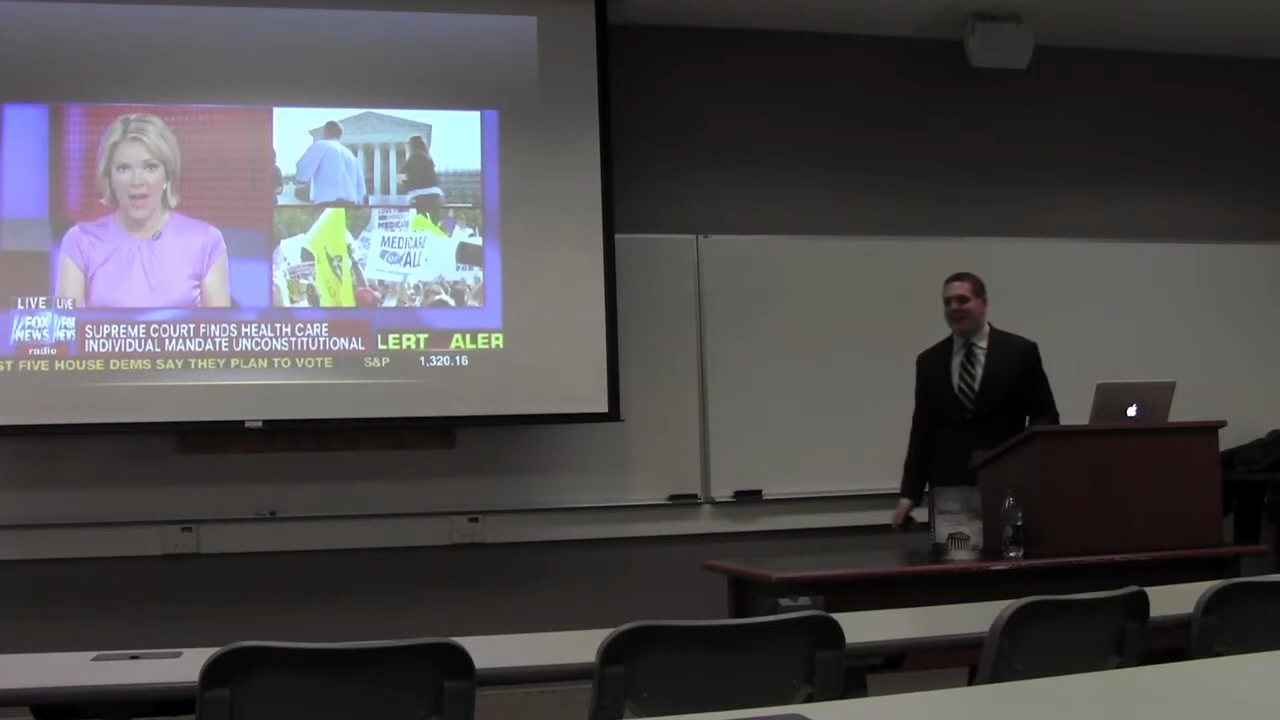 MEDICARE
for ALL
LIVE
LIVE
FOX
NEWS
radio
FOX
NEWS
SUPREME COURT FINDS HEALTH CARE
INDIVIDUAL MANDATE UNCONSTITUTIONAL
LERT ALER
ST FIVE HOUSE DEMS SAY THEY PLAN TO VOTE S&P 1,320.16